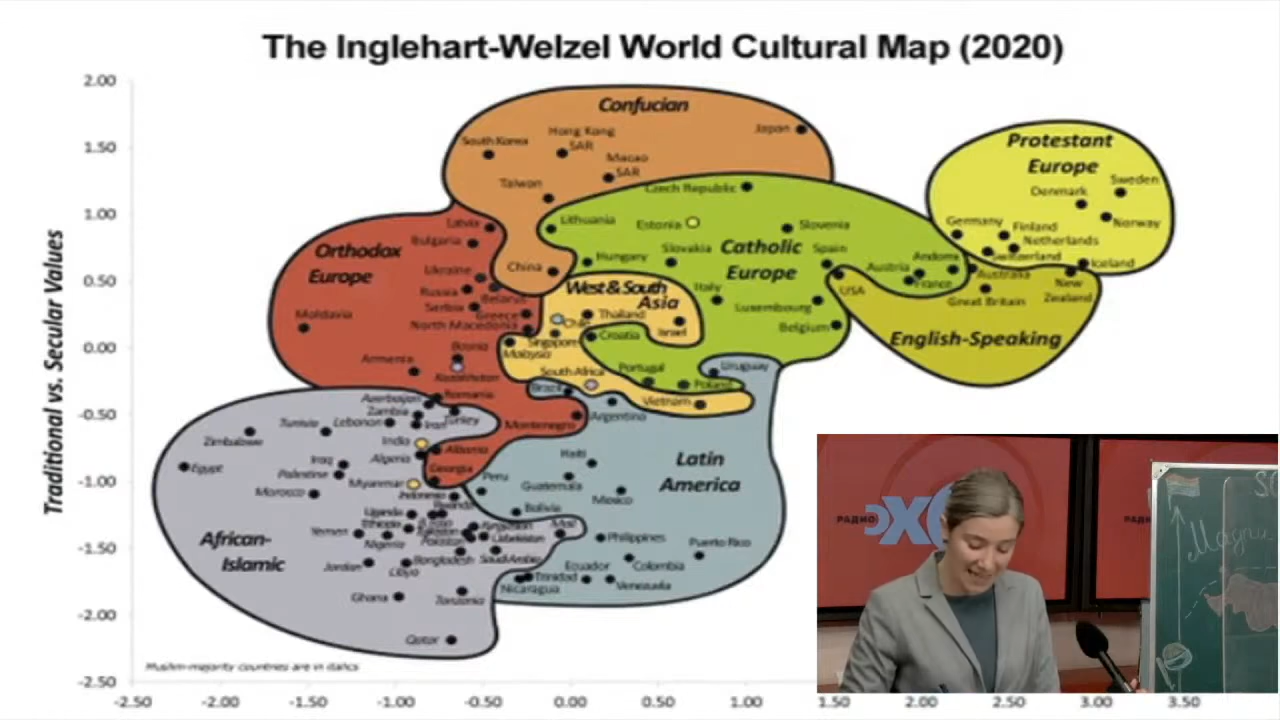 The Inglehart-Welzel World Cultural Map (2020)
Traditional vs. Secular Values
2.00
1.50
1.00
0.50
0.00
-0.50
-1.00
-1.50
-2.00
-2.50
-2.50
-2.00
-1.50
-1.00
-0.50
0.00
0.50
1.00
1.50
2.00
2.50
3.00
3.50
Confucian
South Korea
Hong Kong
SAR
Japan
Macao
SAR
Taiwan
China
Protestant
Europe
Sweden
Denmark
Norway
Germany
Finland
Netherlands
Switzerland
Iceland
Andorra
Catholic
Europe
Czech Republic
Lithuania
Estonia
Slovenia
Hungary
Slovakia
Spain
Austria
France
Italy
Luxembourg
Belgium
Croatia
Portugal
Poland
English-Speaking
USA
Australia
Great Britain
New
Zealand
Orthodox
Europe
Latvia
Bulgaria
Ukraine
Russia
Belarus
Serbia
Greece
North Macedonia
Moldavia
Bosnia
Armenia
Kazakhstan
Romania
Montenegro
Albania
Georgia
West & South
Asia
Thailand
Israel
Chile
Singapore
Malaysia
South Africa
Vietnam
Latin
America
Uruguay
Brazil
Argentina
Haiti
Peru
Guatemala
Mexico
Bolivia
Philippines
Puerto Rico
Ecuador
Colombia
Trinidad
Nicaragua
Venezuela
African-
Islamic
Azerbaijan
Zambia
Turkey
Tunisia
Lebanon
Iran
Zimbabwe
India
Algeria
Egypt
Iraq
Palestine
Myanmar
Morocco
Indonesia
Rwanda
Uganda
Ethiopia
Yemen
Nigeria
Pakistan
Kyrgyzstan
Uzbekistan
Mali
Bangladesh
Saudi Arabia
Jordan
Libya
Ghana
Tanzania
Qatar
Muslim-majority countries are in italics
РАДИО
ЭХО
РАДИ